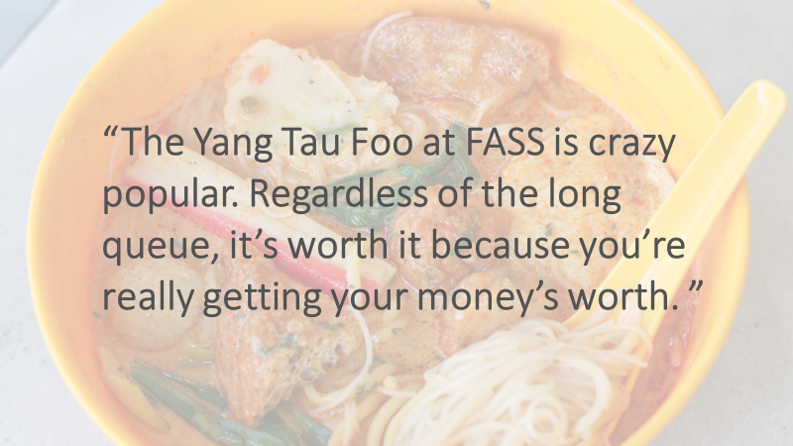 “The Yang Tau Foo at FASS is crazy
popular. Regardless of the long
queue, it’s worth it because you’re
really getting your money’s worth. ”